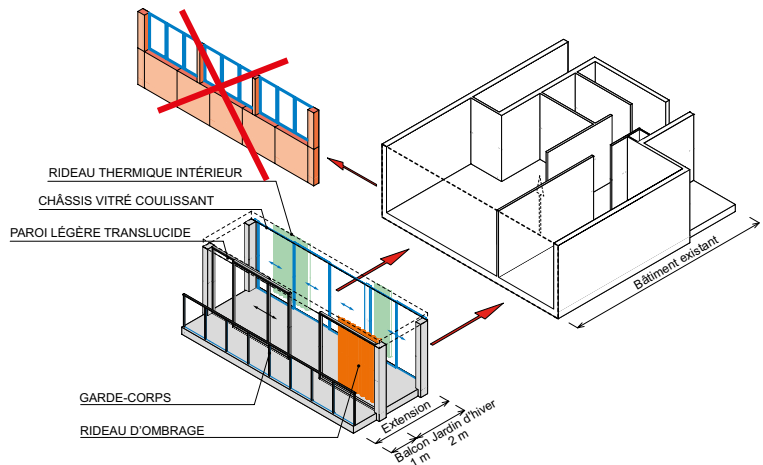 RIDEAU THERMIQUE INTÉRIEUR
CHÂSSIS VITRÉ COULISSANT
PAROI LÉGÈRE TRANSLUCIDE
Bâtiment existant
GARDE-CORPS
RIDEAU D'OMBRAGE
Extension
Balcon Jardin d'hiver
1 m 2 m